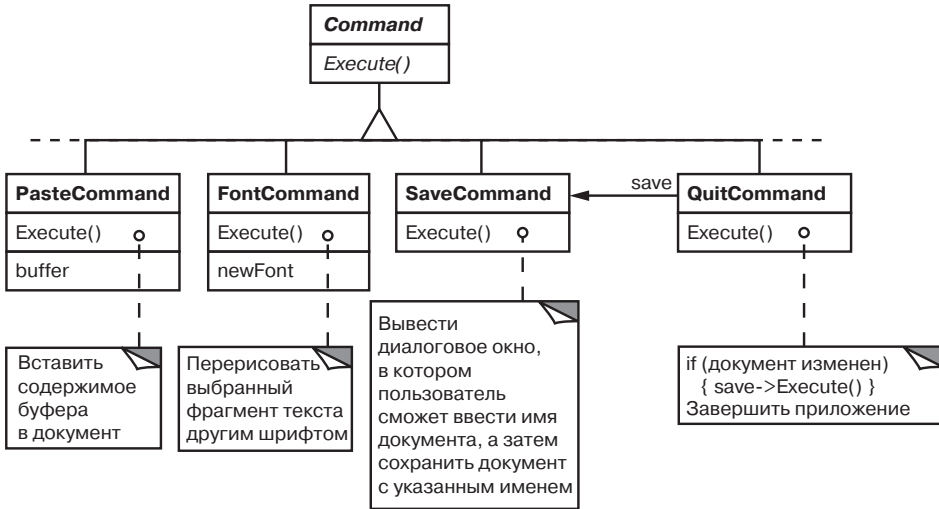 Command
Execute()
PasteCommand
Execute()
buffer
FontCommand
Execute()
newFont
SaveCommand
Execute()
save
QuitCommand
Execute()
Вставить
содержимое
буфера
в документ
Перерисовать
выбранный
фрагмент текста
другим шрифтом
Вывести
диалоговое окно,
в котором
пользователь
сможет ввести имя
документа, а затем
сохранить документ
с указанным именем
if (документ изменен)
{ save->Execute() }
Завершить приложение